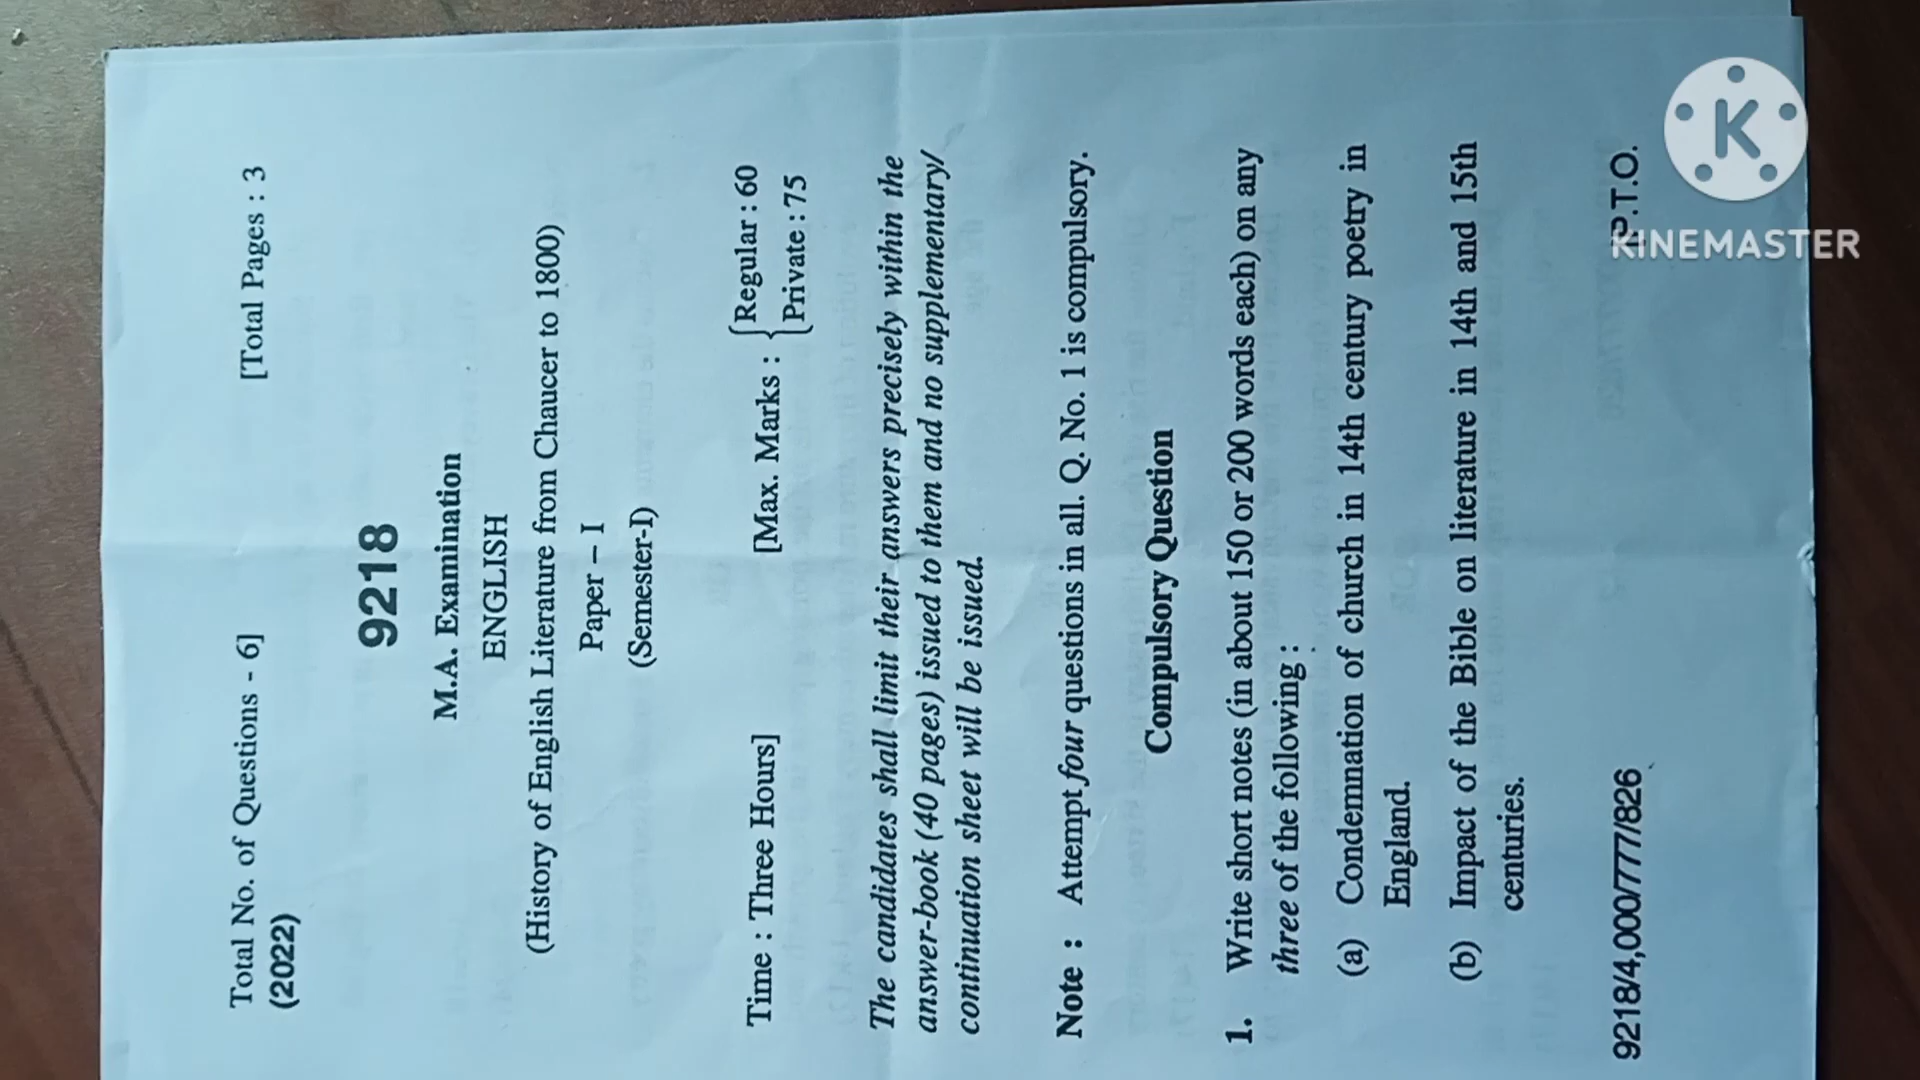 Total No. of Questions - 6] [Total Pages : 3
(2022)
9218
M.A. Examination
ENGLISH
(History of English Literature from Chaucer to 1800)
Paper – I
(Semester-I)
Time : Three Hours] [Max. Marks : { Regular : 60
Private : 75
The candidates shall limit their answers precisely within the
answer-book (40 pages) issued to them and no supplementary/
continuation sheet will be issued.
Note : Attempt four questions in all. Q. No. 1 is compulsory.
Compulsory Question
1. Write short notes (in about 150 or 200 words each) on any
three of the following :
(a) Condemnation of church in 14th century poetry in
England.
(b) Impact of the Bible on literature in 14th and 15th
centuries.
9218/4,000/777/826 [P.T.O.
K
KINEMASTER